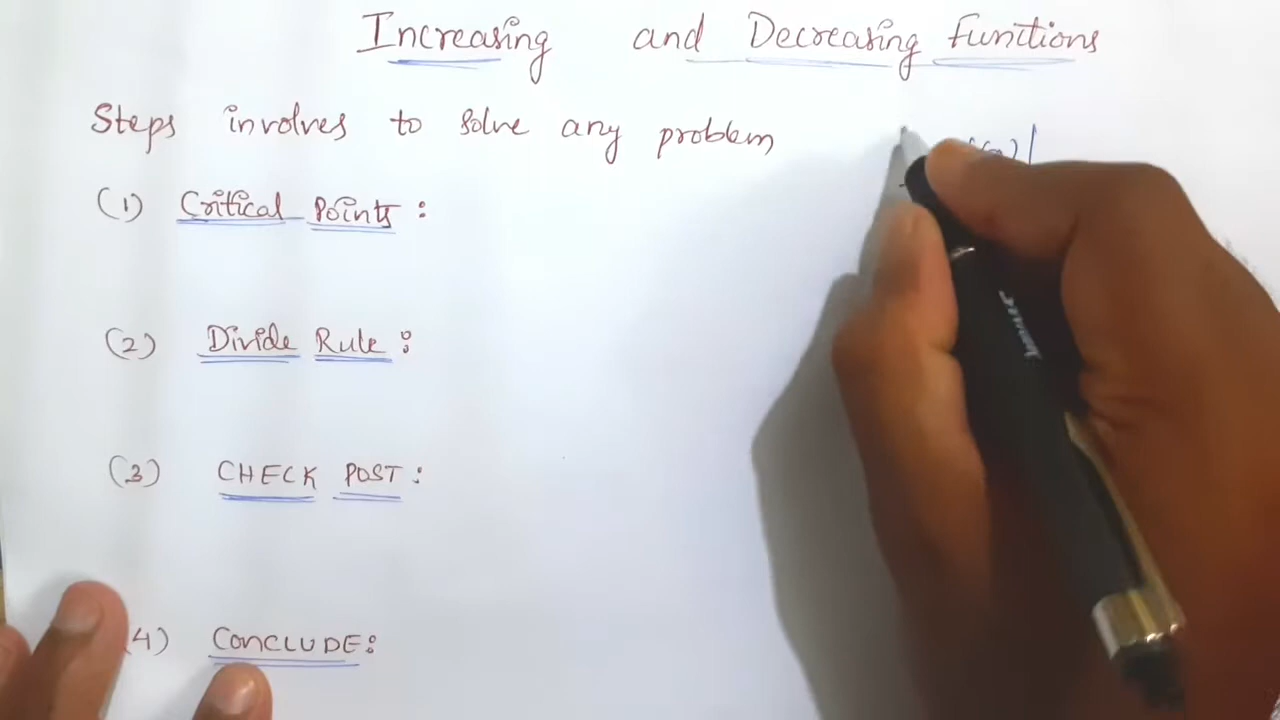 Increasing and Decreasing Functions
Steps involves to solve any problem
(1) Critical Points :
(2) Divide Rule :
(3) CHECK POST :
(4) CONCLUDE :